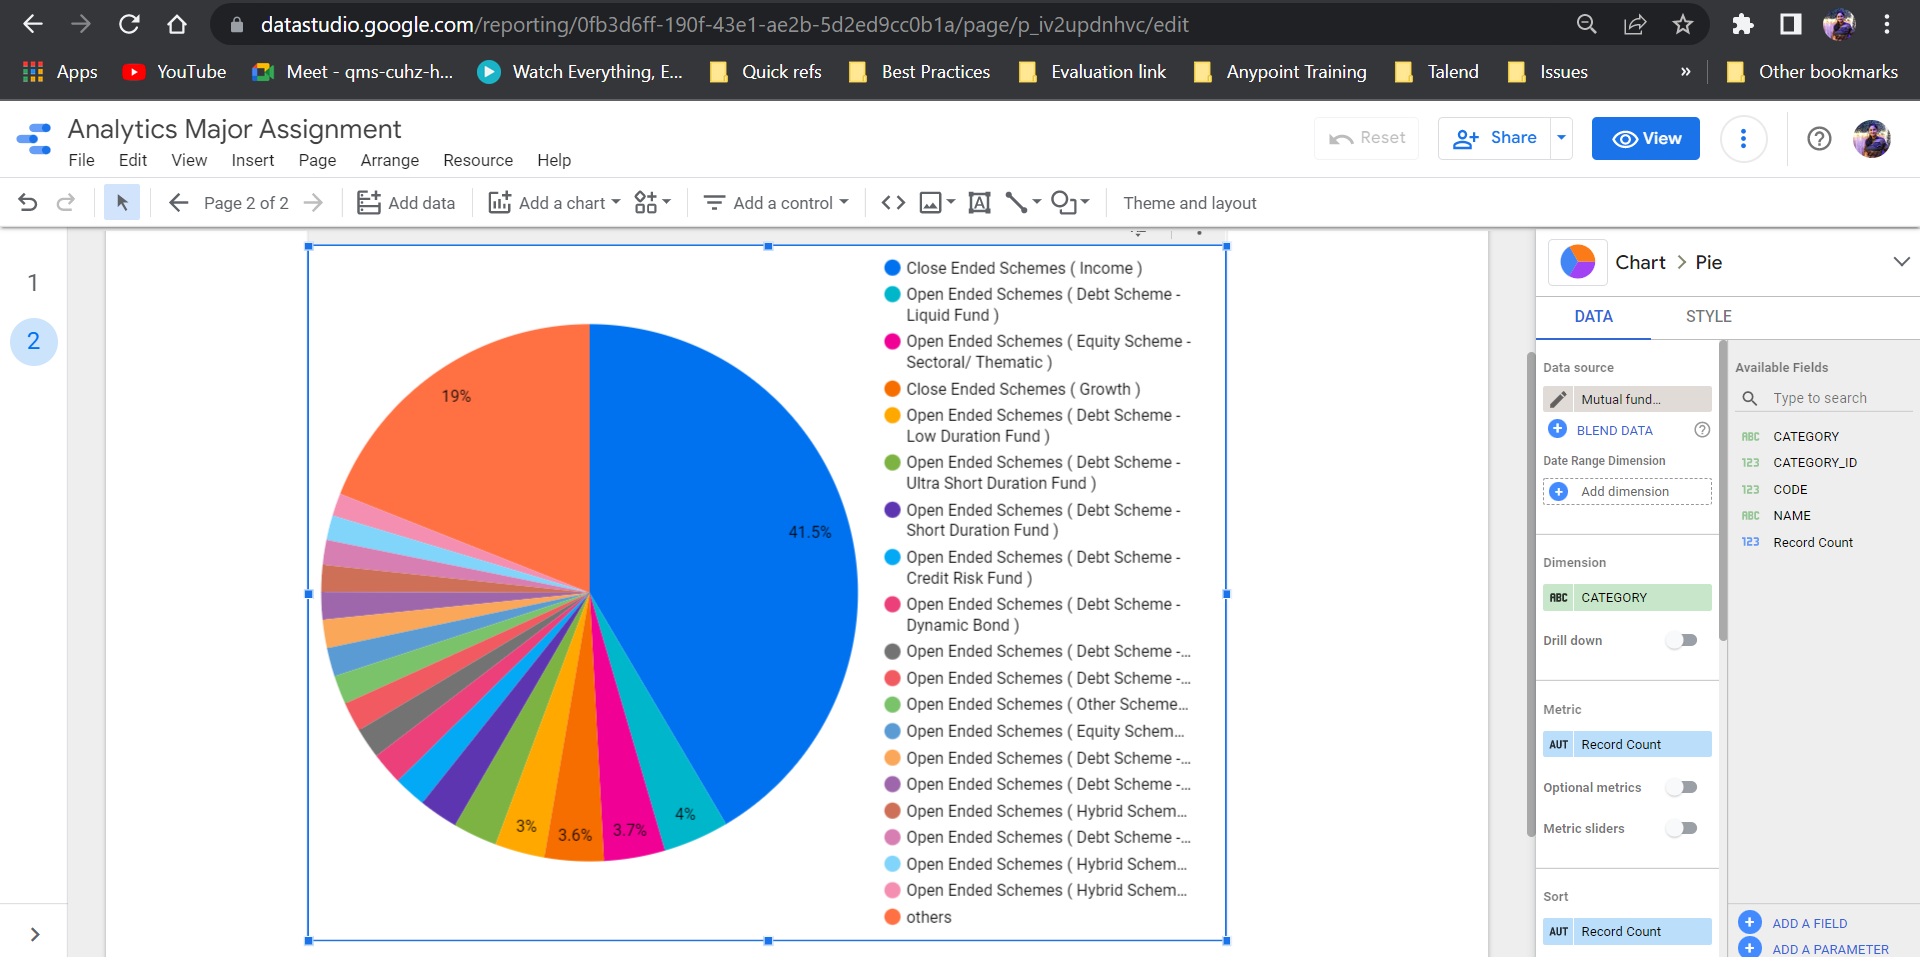 datastudio.google.com/reporting/0fb3d6ff-190f-43e1-ae2b-5d2ed9cc0b1a/page/p_iv2updnhvc/edit
Apps YouTube Meet - qms-cuhz-h... Watch Everything, E... Quick refs Best Practices Evaluation link Anypoint Training Talend Issues » Other bookmarks
Analytics Major Assignment
File Edit View Insert Page Arrange Resource Help
Reset Share View
Page 2 of 2 Add data Add a chart Add a control Theme and layout
1
2
19%
41.5%
4%
3.7%
3.6%
3%
Close Ended Schemes ( Income )
Open Ended Schemes ( Debt Scheme -
Liquid Fund )
Open Ended Schemes ( Equity Scheme -
Sectoral/ Thematic )
Close Ended Schemes ( Growth )
Open Ended Schemes ( Debt Scheme -
Low Duration Fund )
Open Ended Schemes ( Debt Scheme -
Ultra Short Duration Fund )
Open Ended Schemes ( Debt Scheme -
Short Duration Fund )
Open Ended Schemes ( Debt Scheme -
Credit Risk Fund )
Open Ended Schemes ( Debt Scheme -
Dynamic Bond )
Open Ended Schemes ( Debt Scheme -...
Open Ended Schemes ( Debt Scheme -...
Open Ended Schemes ( Other Scheme...
Open Ended Schemes ( Equity Schem...
Open Ended Schemes ( Debt Scheme -...
Open Ended Schemes ( Debt Scheme -...
Open Ended Schemes ( Hybrid Schem...
Open Ended Schemes ( Debt Scheme -...
Open Ended Schemes ( Hybrid Schem...
Open Ended Schemes ( Hybrid Schem...
others
Chart > Pie
DATA STYLE
Data source
Mutual fund...
BLEND DATA
Date Range Dimension
Add dimension
Dimension
ABC CATEGORY
Drill down
Metric
AUT Record Count
Optional metrics
Metric sliders
Sort
AUT Record Count
Available Fields
Type to search
ABC CATEGORY
123 CATEGORY_ID
123 CODE
ABC NAME
123 Record Count
ADD A FIELD
ADD A PARAMETER